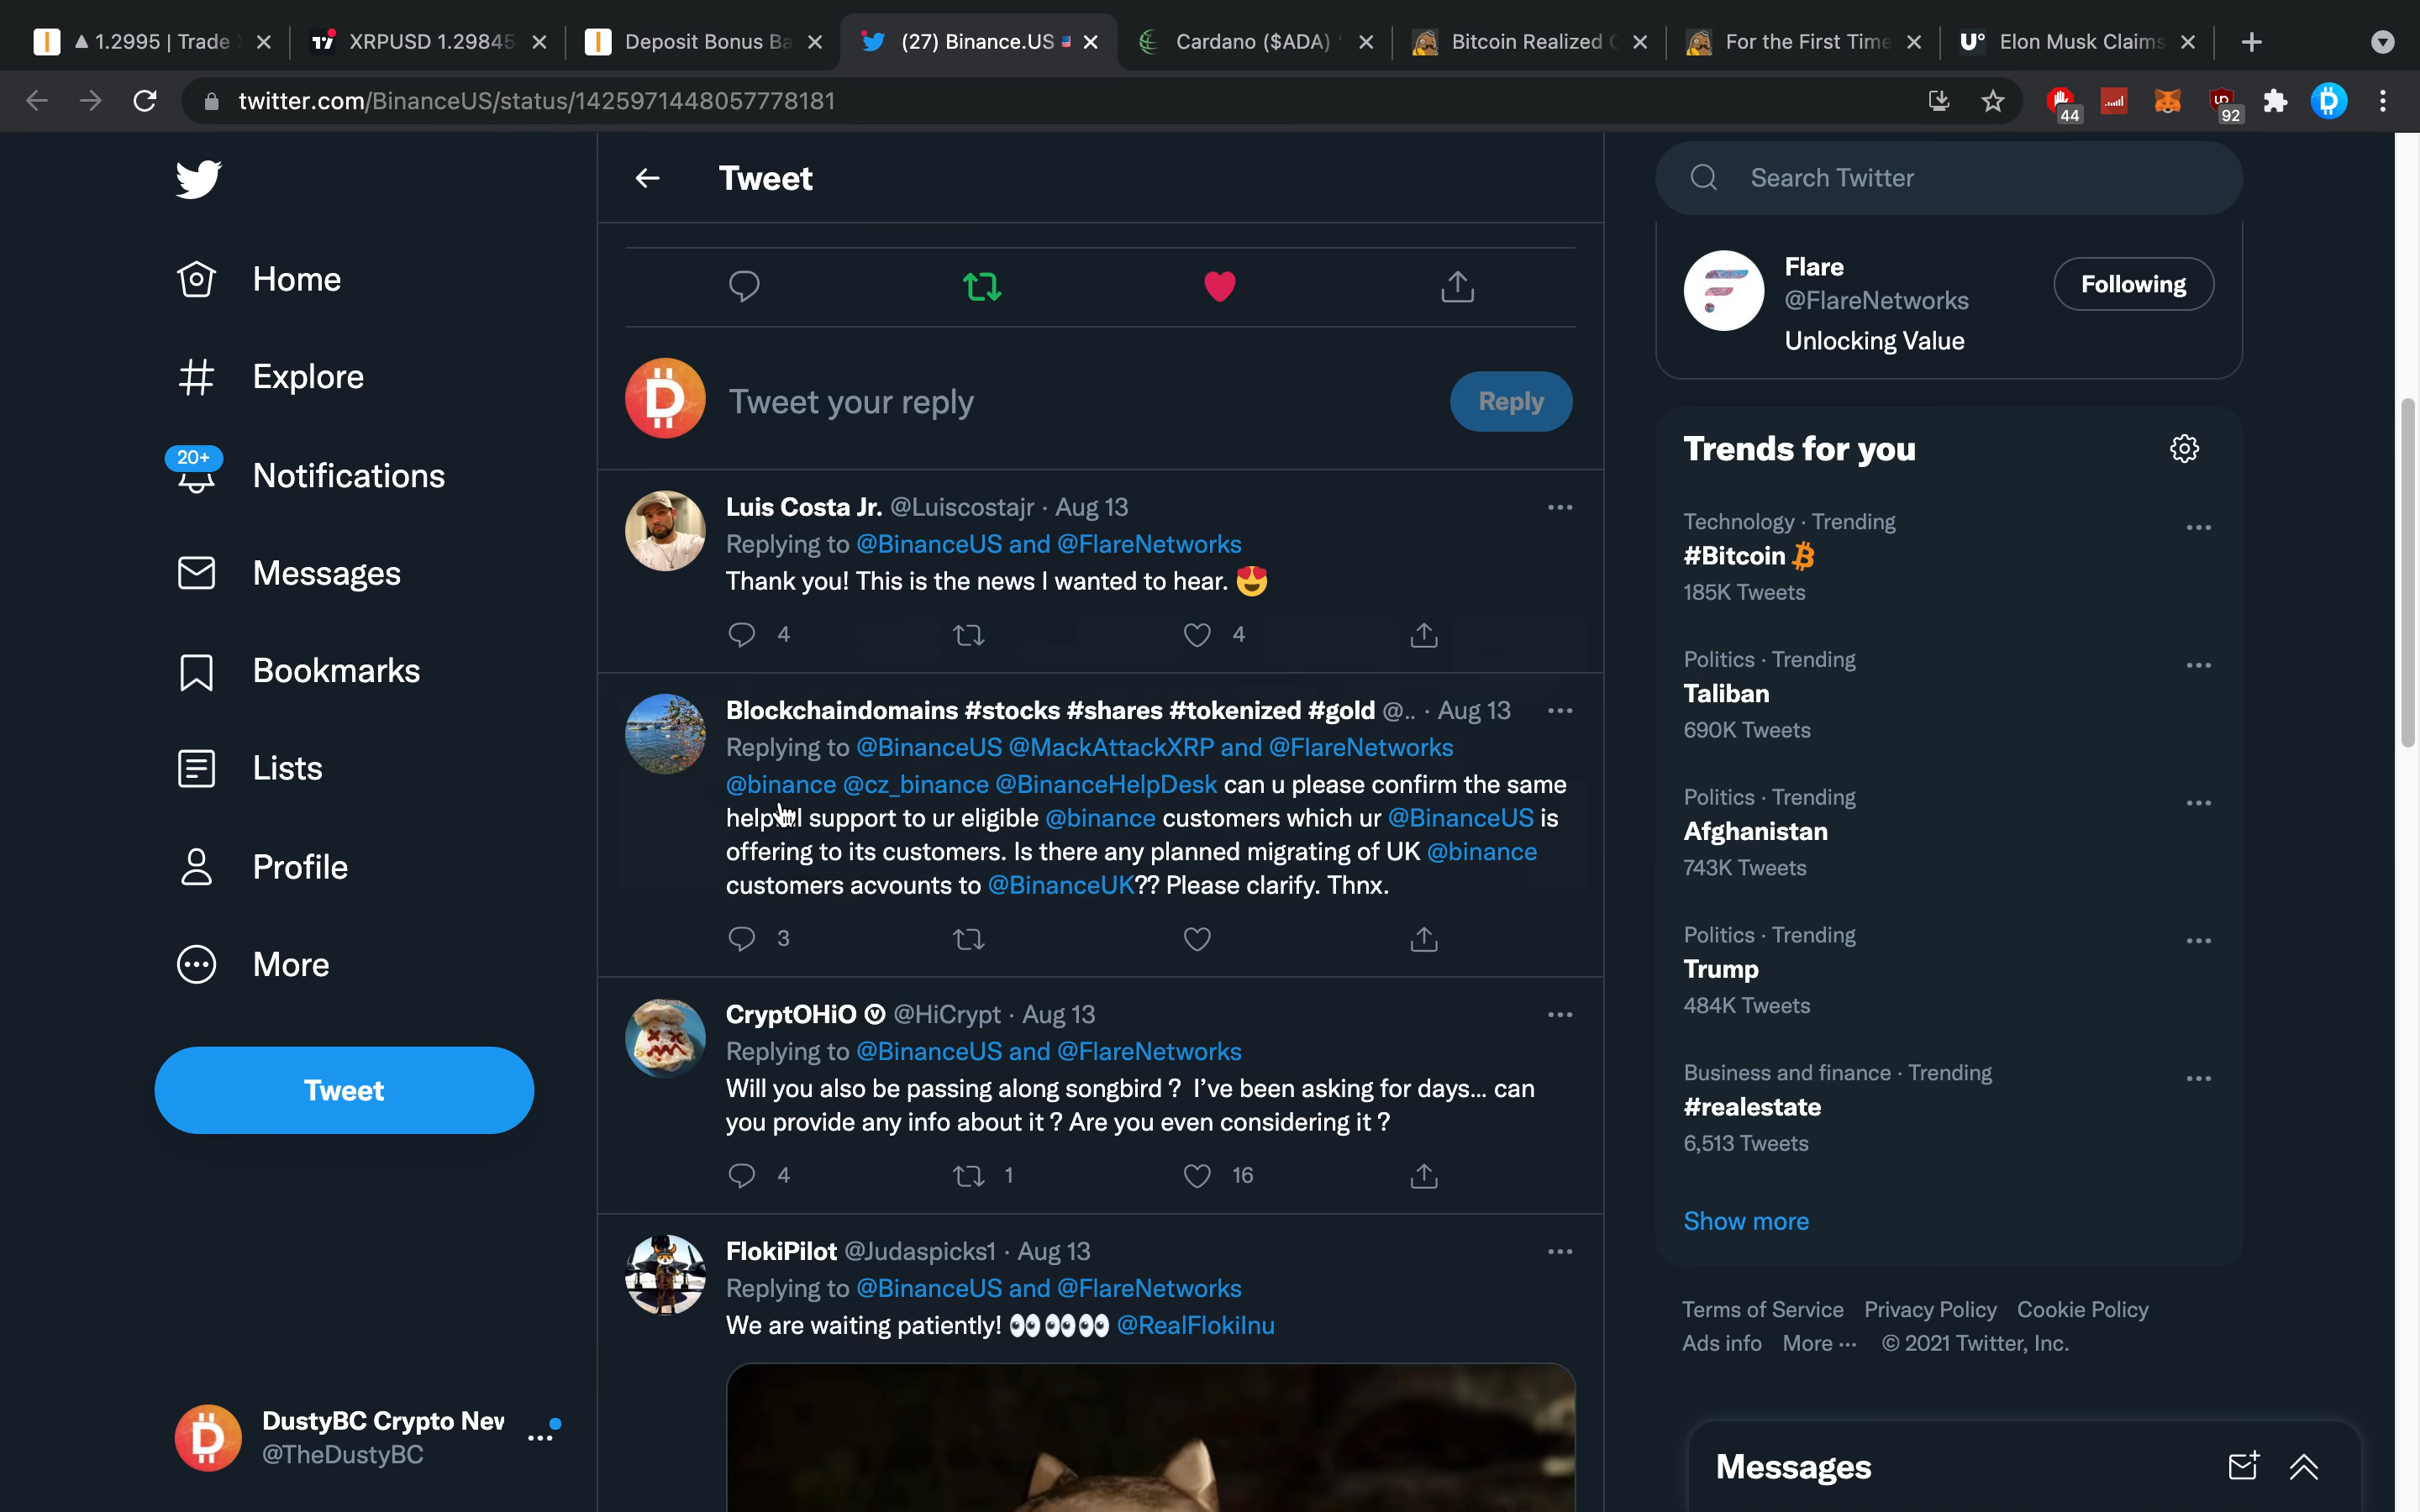 1.2995 | Trade
XRPUSD 1.29845
Deposit Bonus Ba
(27) Binance.US
Cardano ($ADA)
Bitcoin Realized
For the First Time
Elon Musk Claims
twitter.com/BinanceUS/status/1425971448057778181
44
92
Home
Explore
20+
Notifications
Messages
Bookmarks
Lists
Profile
More
Tweet
DustyBC Crypto New
@TheDustyBC
Tweet
Tweet your reply
Reply
Luis Costa Jr. @Luiscostajr · Aug 13
Replying to @BinanceUS and @FlareNetworks
Thank you! This is the news I wanted to hear. 😍
4
4
Blockchaindomains #stocks #shares #tokenized #gold @.. · Aug 13
Replying to @BinanceUS @MackAttackXRP and @FlareNetworks
@binance @cz_binance @BinanceHelpDesk can u please confirm the same
support to ur eligible @binance customers which ur @BinanceUS is
offering to its customers. Is there any planned migrating of UK @binance
customers acvounts to @BinanceUK?? Please clarify. Thnx.
3
CryptOHiO @HiCrypt · Aug 13
Replying to @BinanceUS and @FlareNetworks
Will you also be passing along songbird ? I've been asking for days... can
you provide any info about it ? Are you even considering it ?
4
1
16
FlokiPilot @Judaspicks1 · Aug 13
Replying to @BinanceUS and @FlareNetworks
We are waiting patiently! 👀👀👀 @RealFlokiInu
Search Twitter
Flare
@FlareNetworks
Following
Unlocking Value
Trends for you
Technology · Trending
#Bitcoin
185K Tweets
Politics · Trending
Taliban
690K Tweets
Politics · Trending
Afghanistan
743K Tweets
Politics · Trending
Trump
484K Tweets
Business and finance · Trending
#realestate
6,513 Tweets
Show more
Terms of Service Privacy Policy Cookie Policy
Ads info More ··· © 2021 Twitter, Inc.
Messages